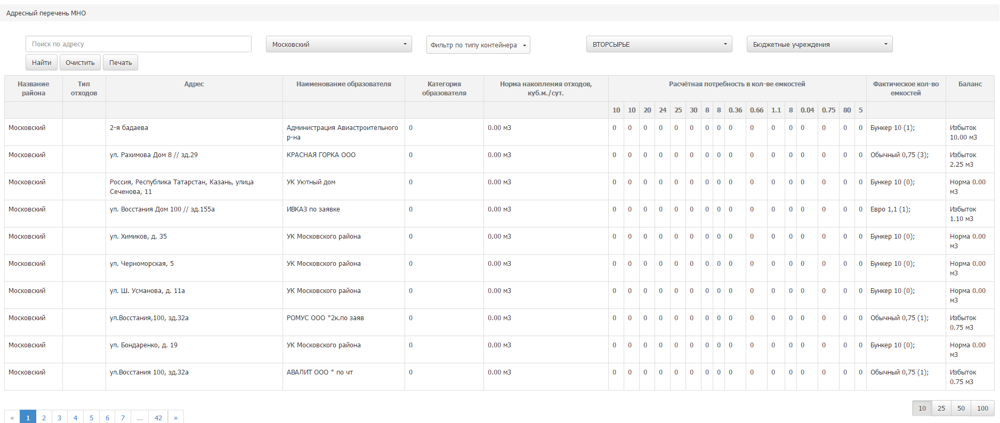 Адресный перечень МНО
Поиск по адресу
Московский
Фильтр по типу контейнера
ВТОРСЫРЬЕ
Бюджетные учреждения
Найти Очистить Печать
Название района Тип отходов Адрес Наименование образователя Категория образователя Норма накопления отходов, куб.м./сут. Расчётная потребность в кол-ве емкостей Фактическое кол-во емкостей Баланс
10 10 20 24 25 30 8 8 0.36 0.66 1.1 8 0.04 0.75 80 5
Московский 2-я бадаева Администрация Авиастроительного р-на 0 0.00 м3 0 0 0 0 0 0 0 0 0 0 0 0 0 0 0 0 Бункер 10 (1); Избыток 10.00 м3
Московский ул. Рахимова Дом 8 // зд.29 КРАСНАЯ ГОРКА ООО 0 0.00 м3 0 0 0 0 0 0 0 0 0 0 0 0 0 0 0 0 Обычный 0,75 (3); Избыток 2.25 м3
Московский Россия, Республика Татарстан, Казань, улица Сеченова, 11 УК Уютный дом 0 0.00 м3 0 0 0 0 0 0 0 0 0 0 0 0 0 0 0 0 Бункер 10 (0); Норма 0.00 м3
Московский ул. Восстания Дом 100 // зд.155а ИВКАЗ по заявке 0 0.00 м3 0 0 0 0 0 0 0 0 0 0 0 0 0 0 0 0 Евро 1,1 (1); Избыток 1.10 м3
Московский ул. Химиков, д. 35 УК Московского района 0 0.00 м3 0 0 0 0 0 0 0 0 0 0 0 0 0 0 0 0 Бункер 10 (0); Норма 0.00 м3
Московский ул. Черноморская, 5 УК Московского района 0 0.00 м3 0 0 0 0 0 0 0 0 0 0 0 0 0 0 0 0 Бункер 10 (0); Норма 0.00 м3
Московский ул. Ш. Усманова, д. 11а УК Московского района 0 0.00 м3 0 0 0 0 0 0 0 0 0 0 0 0 0 0 0 0 Бункер 10 (0); Норма 0.00 м3
Московский ул.Восстания,100, зд.32а РОМУС ООО *2к.по заяв 0 0.00 м3 0 0 0 0 0 0 0 0 0 0 0 0 0 0 0 0 Обычный 0,75 (1); Избыток 0.75 м3
Московский ул. Бондаренко, д. 19 УК Московского района 0 0.00 м3 0 0 0 0 0 0 0 0 0 0 0 0 0 0 0 0 Бункер 10 (0); Норма 0.00 м3
Московский ул.Восстания 100, зд.32а АВАЛИТ ООО * по чт 0 0.00 м3 0 0 0 0 0 0 0 0 0 0 0 0 0 0 0 0 Обычный 0,75 (1); Избыток 0.75 м3
10 25 50 100
« 1 2 3 4 5 6 7 ... 42 »